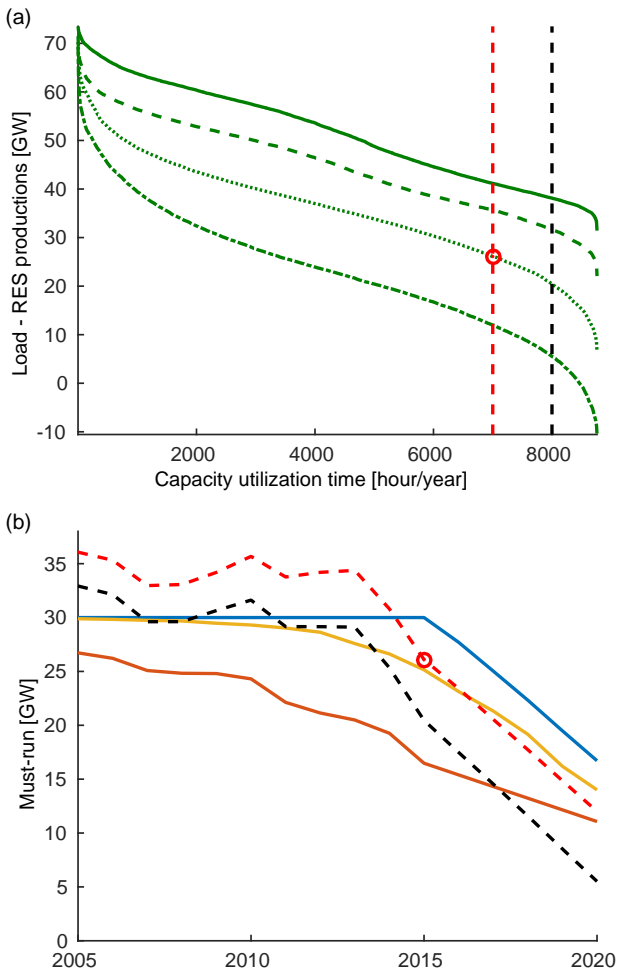 (a)
Load - RES productions [GW]
70
60
50
40
30
20
10
0
-10
2000 4000 6000 8000
Capacity utilization time [hour/year]
(b)
Must-run [GW]
35
30
25
20
15
10
5
0
2005 2010 2015 2020